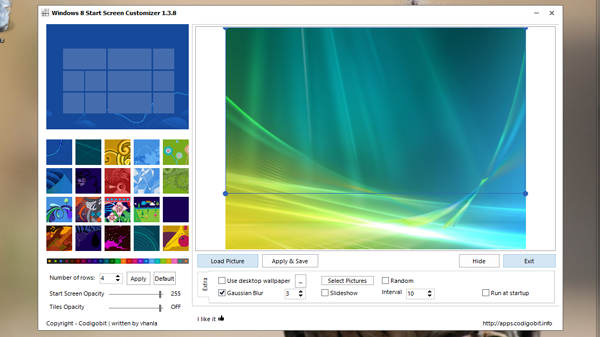 Windows 8 Start Screen Customizer 1.3.8
Load Picture
Apply & Save
Hide
Exit
Number of rows: 4
Apply
Default
Start Screen Opacity 255
Tiles Opacity OFF
Extra
Use desktop wallpaper
...
Select Pictures
Random
Gaussian Blur 3
Slideshow
Interval 10
Run at startup
I like it
Copyright - Codigobit | written by vhanla
http://apps.codigobit.info